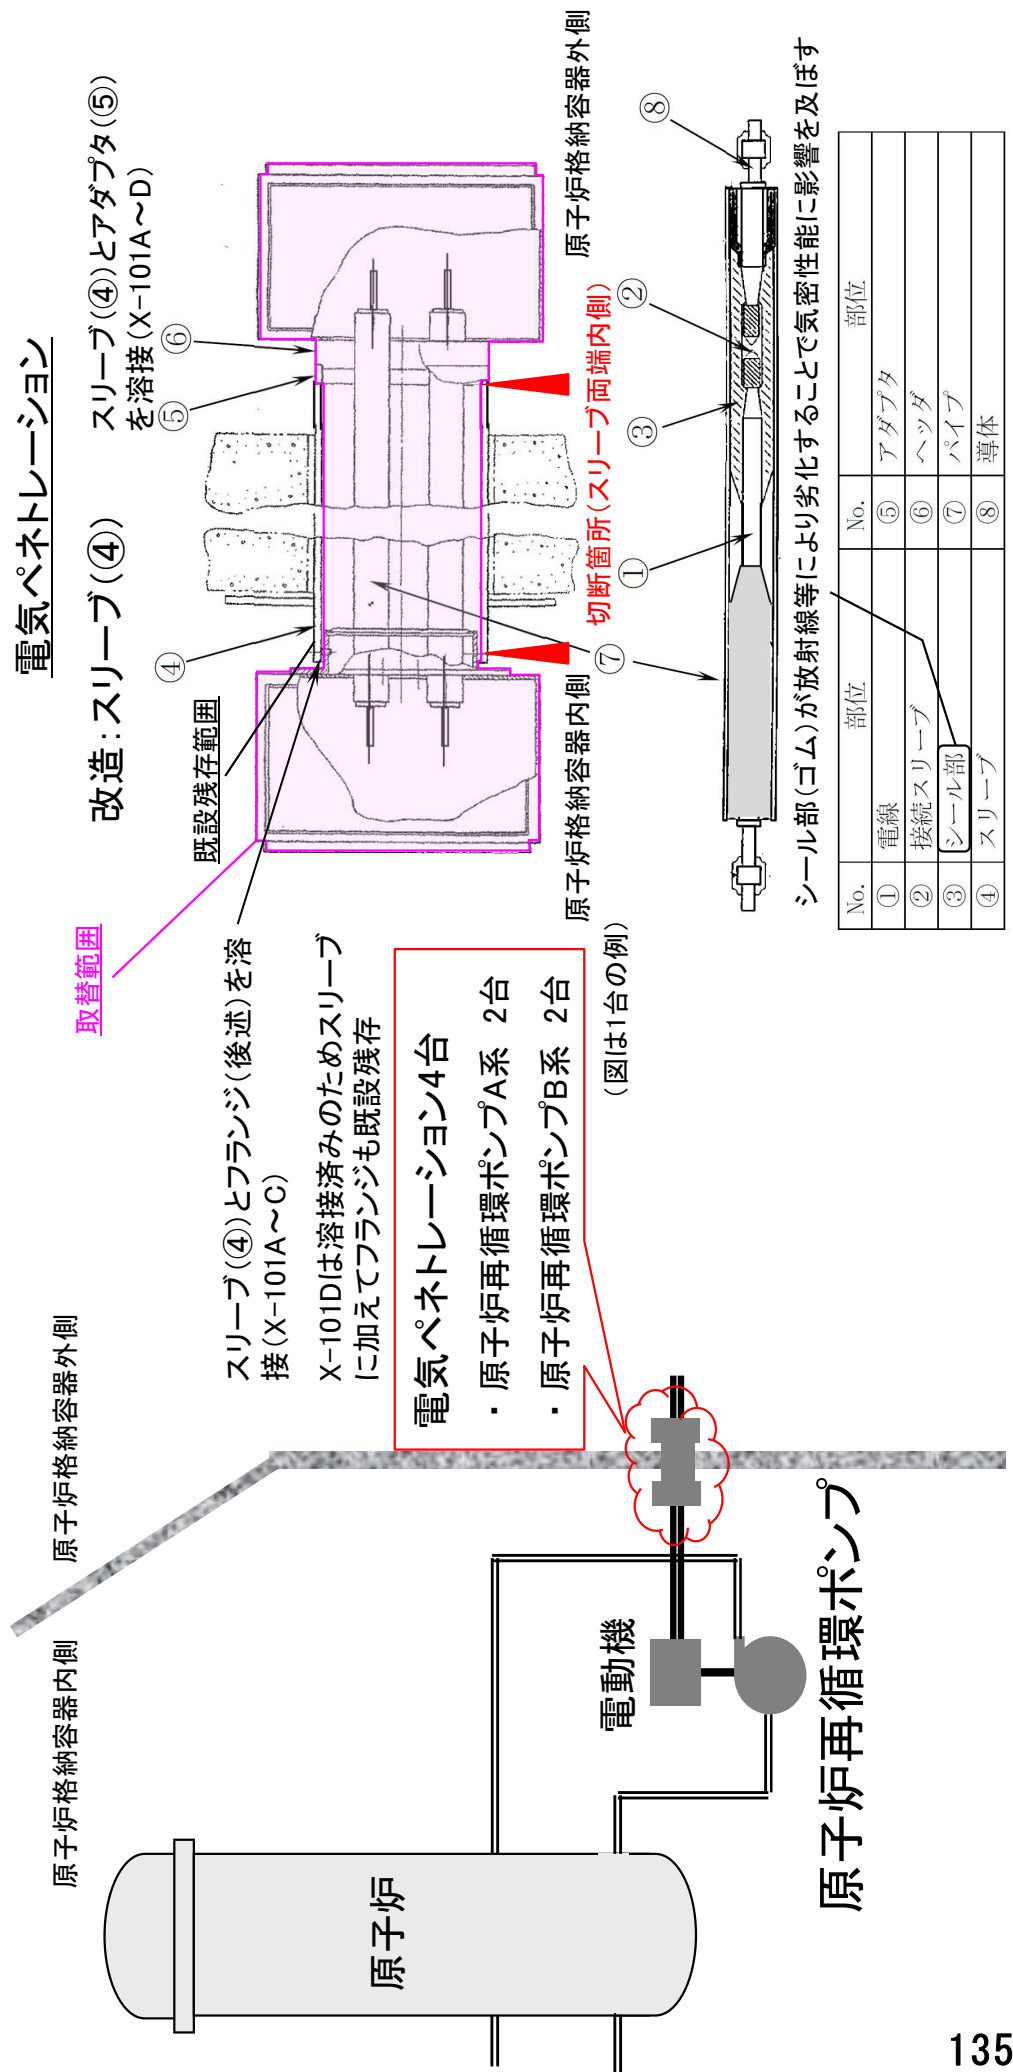 電気ペネトレーション
改造:スリーブ(④)
取替範囲
既設残存範囲
スリーブ(④)とアダプタ(⑤)
を溶接(X-101A~D)
④
⑤
⑥
原子炉格納容器内側
原子炉格納容器外側
切断箇所(スリーブ両端内側)
スリーブ(④)とフランジ(後述)を溶
接(X-101A~C)
X-101Dは溶接済みのためスリーブ
に加えてフランジも既設残存
電気ペネトレーション4台
・ 原子炉再循環ポンプA系 2台
・ 原子炉再循環ポンプB系 2台
(図は1台の例)
⑦
①
③
②
⑧
シール部(ゴム)が放射線等により劣化することで気密性能に影響を及ぼす
No. 部位 No. 部位
① 電線 ⑤ アダプタ
② 接続スリーブ ⑥ ヘッダ
③ シール部 ⑦ パイプ
④ スリーブ ⑧ 導体
原子炉格納容器内側
原子炉格納容器外側
原子炉
電動機
原子炉再循環ポンプ
135